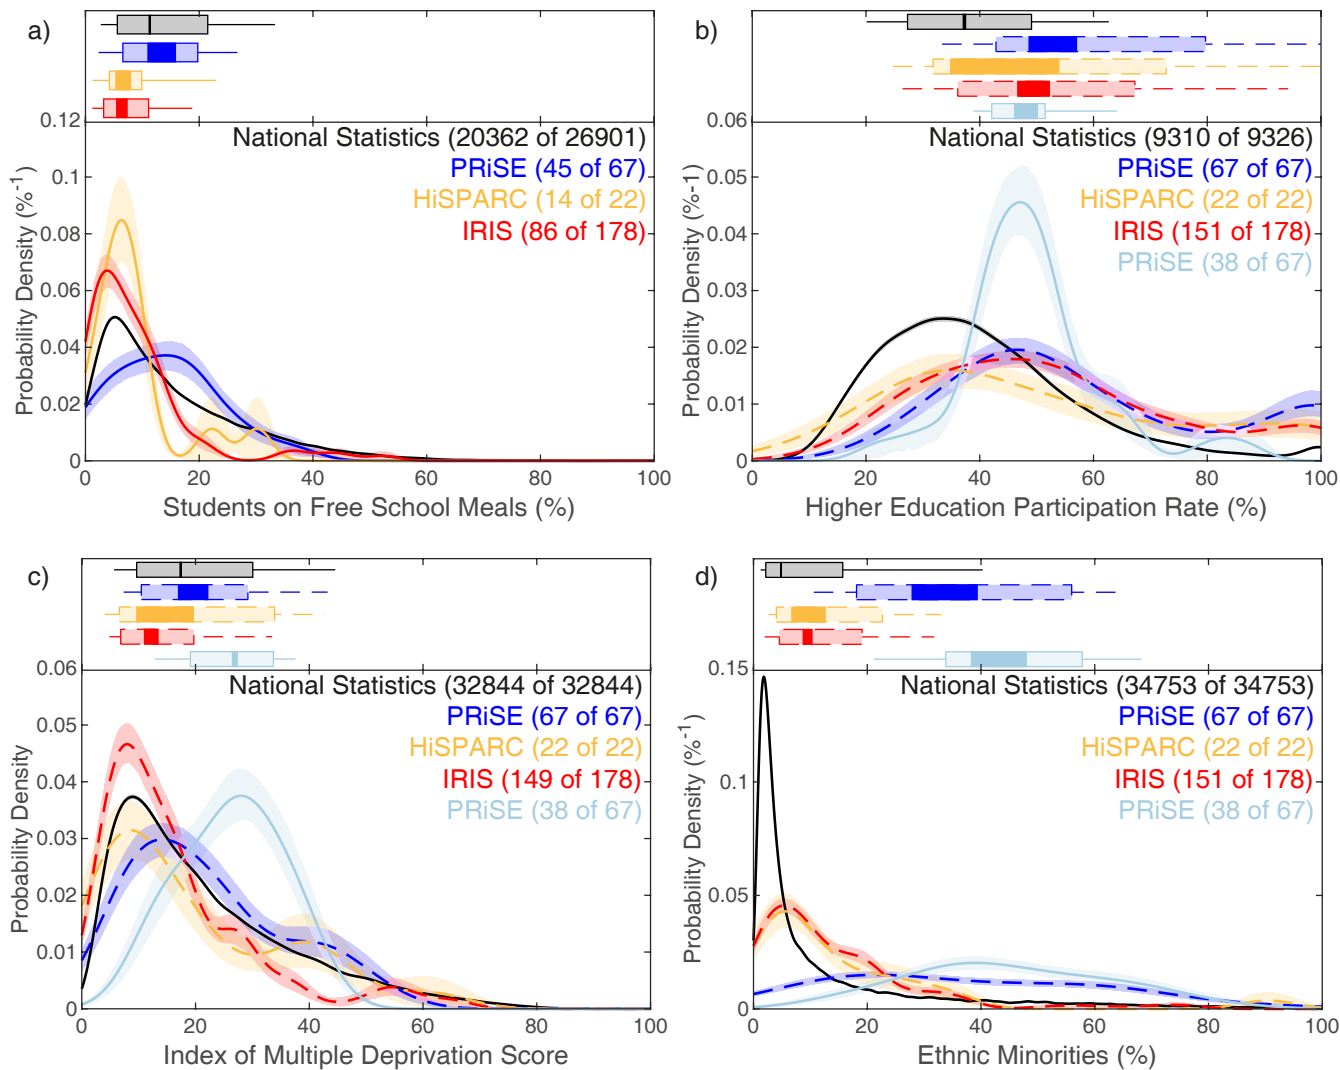 a)
0.12
National Statistics (20362 of 26901)
PRiSE (45 of 67)
HiSPARC (14 of 22)
IRIS (86 of 178)
0.1
0.08
0.06
0.04
0.02
0
Probability Density (%⁻¹)
0 20 40 60 80 100
Students on Free School Meals (%)
b)
0.06
National Statistics (9310 of 9326)
PRiSE (67 of 67)
HiSPARC (22 of 22)
IRIS (151 of 178)
PRiSE (38 of 67)
0.05
0.04
0.03
0.02
0.01
0
Probability Density (%-1)
0 20 40 60 80 100
Higher Education Participation Rate (%)
c)
0.06
National Statistics (32844 of 32844)
PRiSE (67 of 67)
HiSPARC (22 of 22)
IRIS (149 of 178)
PRiSE (38 of 67)
0.05
0.04
0.03
0.02
0.01
0
Probability Density
0 20 40 60 80 100
Index of Multiple Deprivation Score
d)
0.15
National Statistics (34753 of 34753)
PRiSE (67 of 67)
HiSPARC (22 of 22)
IRIS (151 of 178)
PRiSE (38 of 67)
0.1
0.05
0
Probability Density (%⁻¹)
0 20 40 60 80 100
Ethnic Minorities (%)